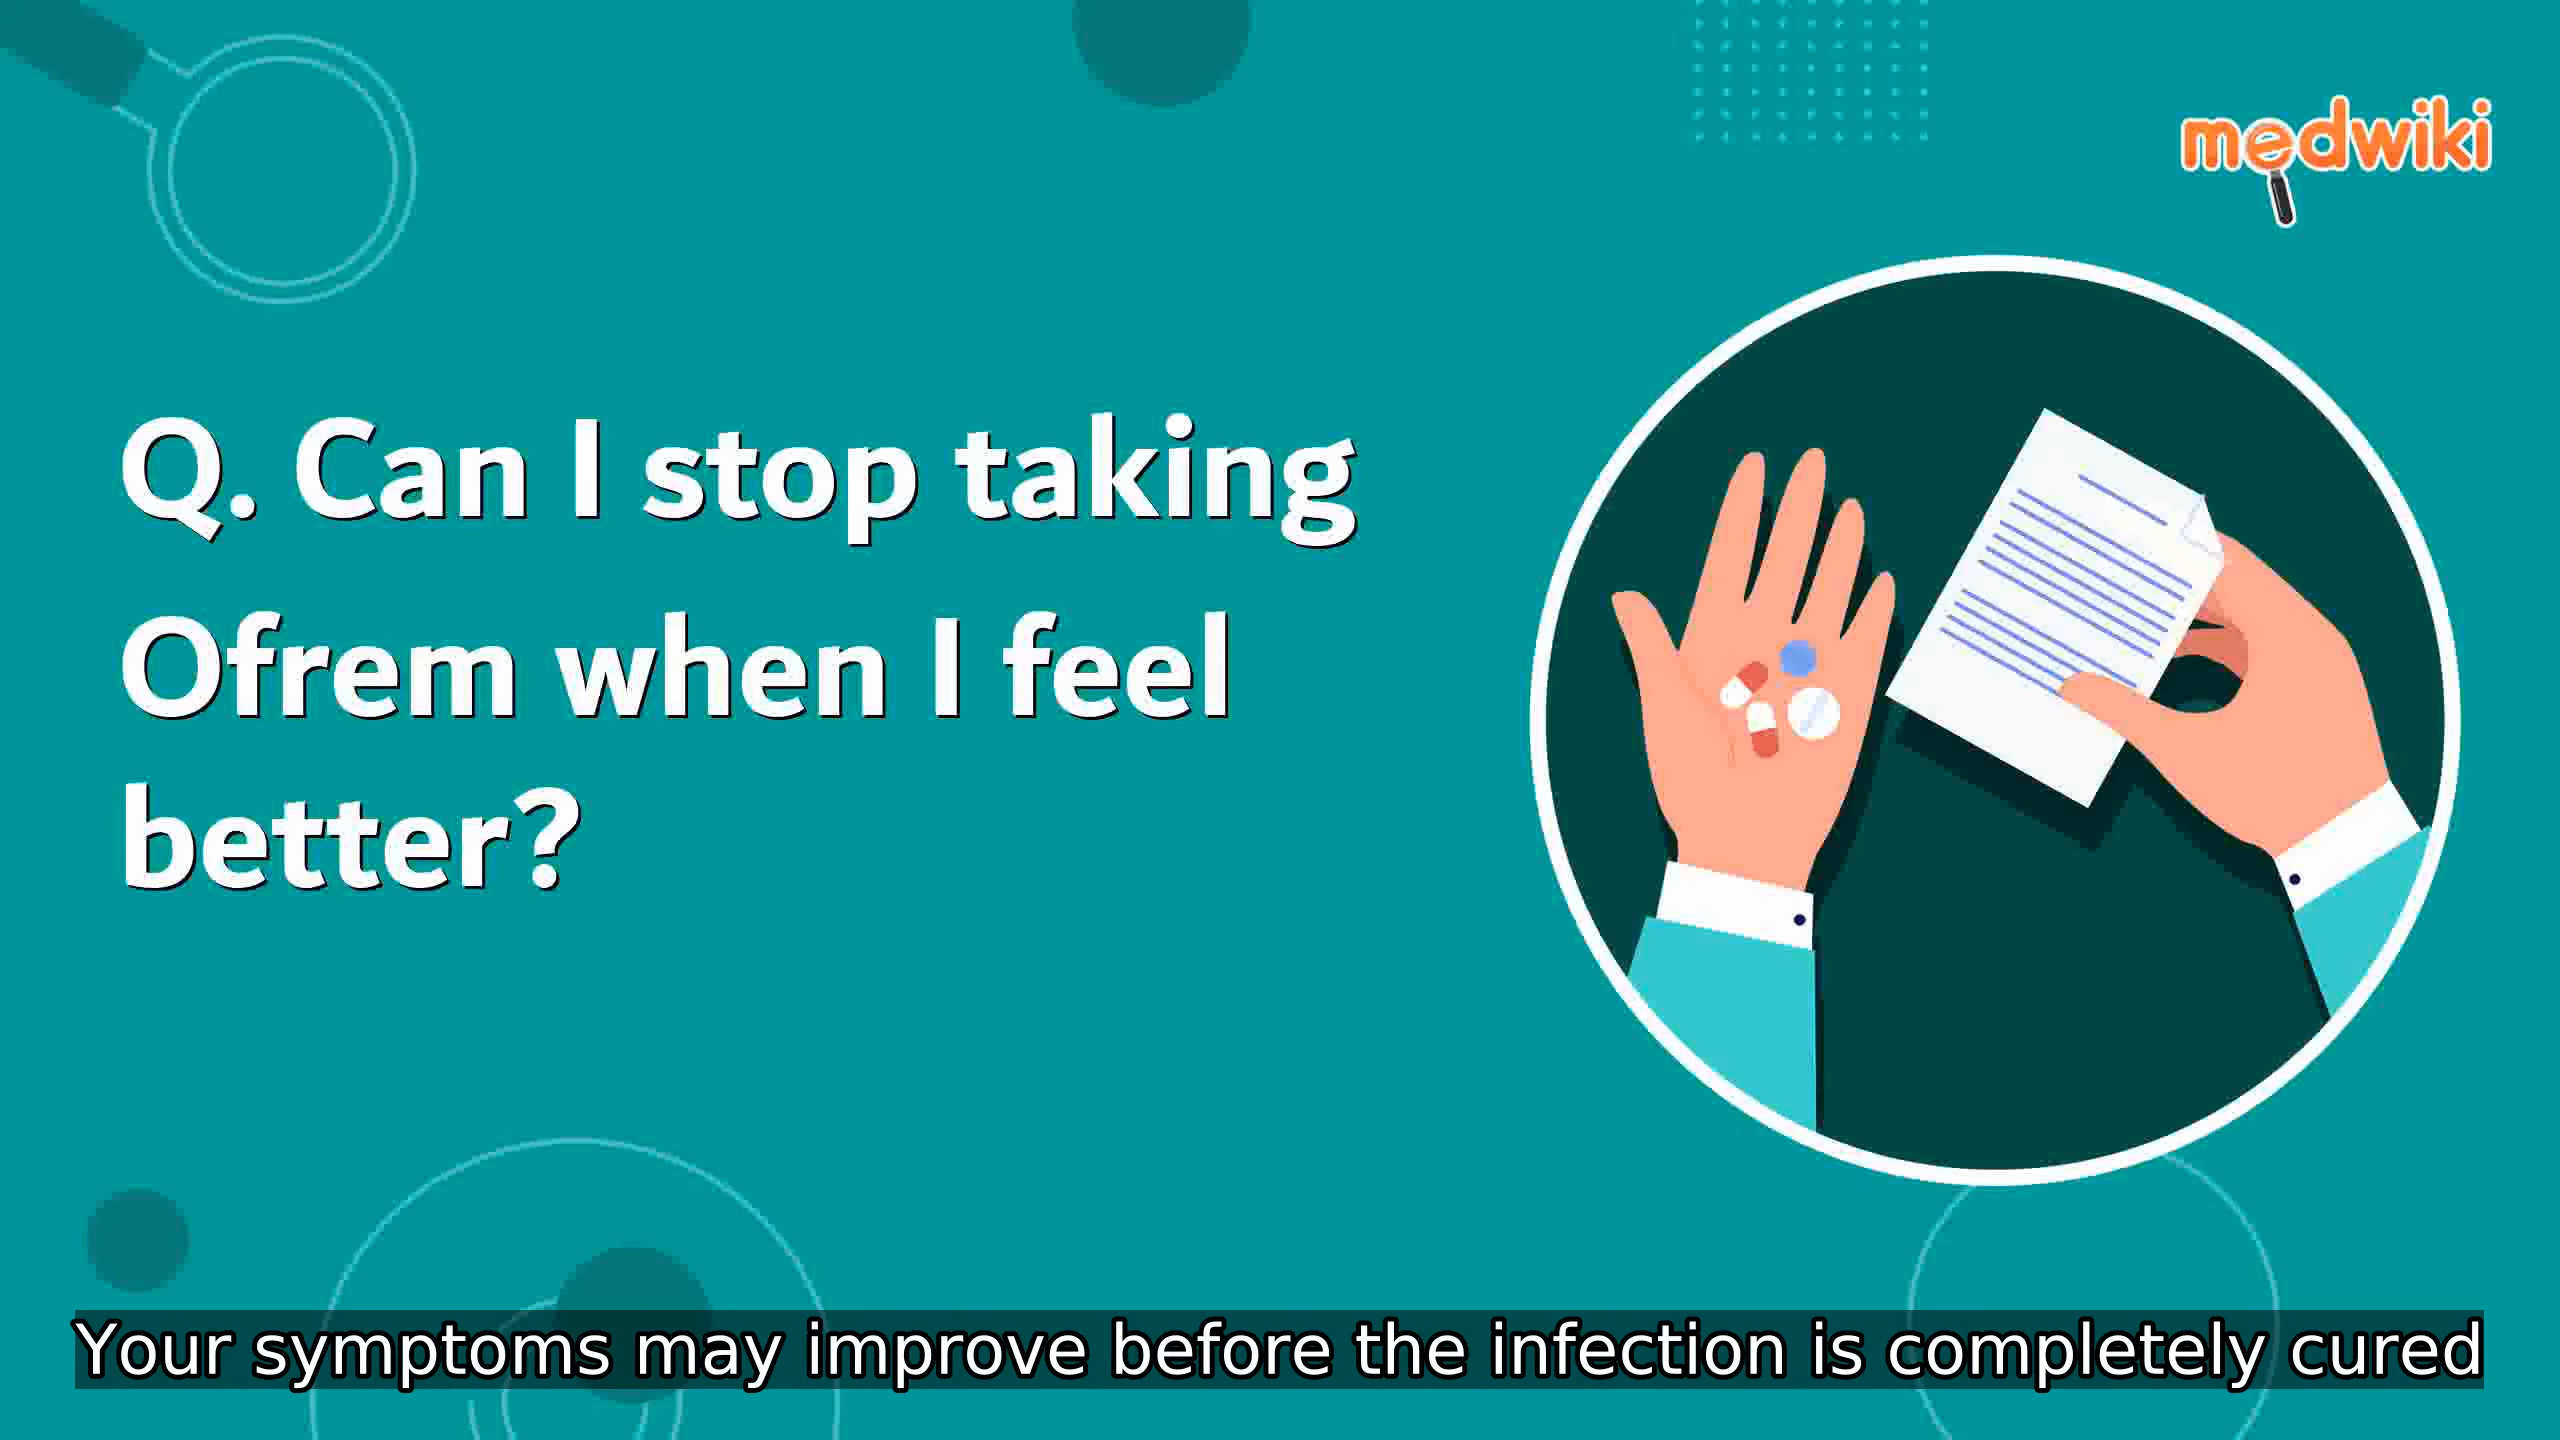 medwiki
Q. Can I stop taking
Ofrem when I feel
better?
Your symptoms may improve before the infection is completely cured